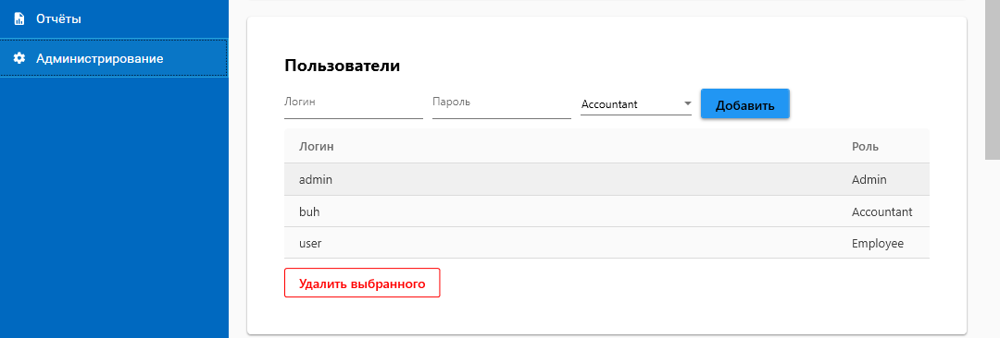 Отчёты
Администрирование
Пользователи
Логин Пароль Accountant Добавить
Логин Роль
admin Admin
buh Accountant
user Employee
Удалить выбранного